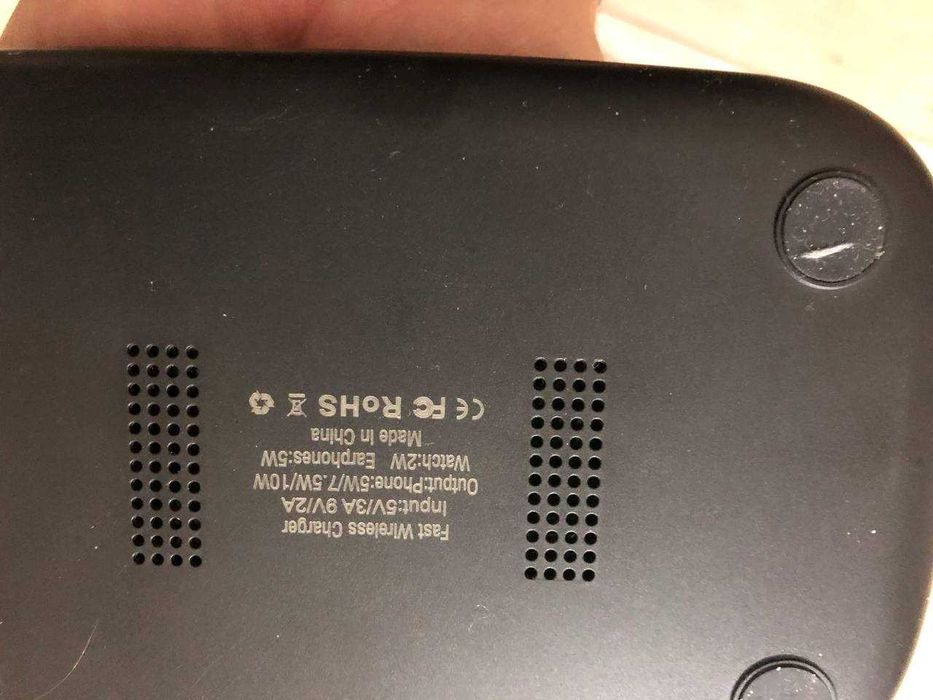 Fast Wireless Charger
Input:5V/3A 9V/2A
Output:Phone:5W/7.5W/10W
Watch:2W Earphones:5W
Made In China
CE FC RoHS